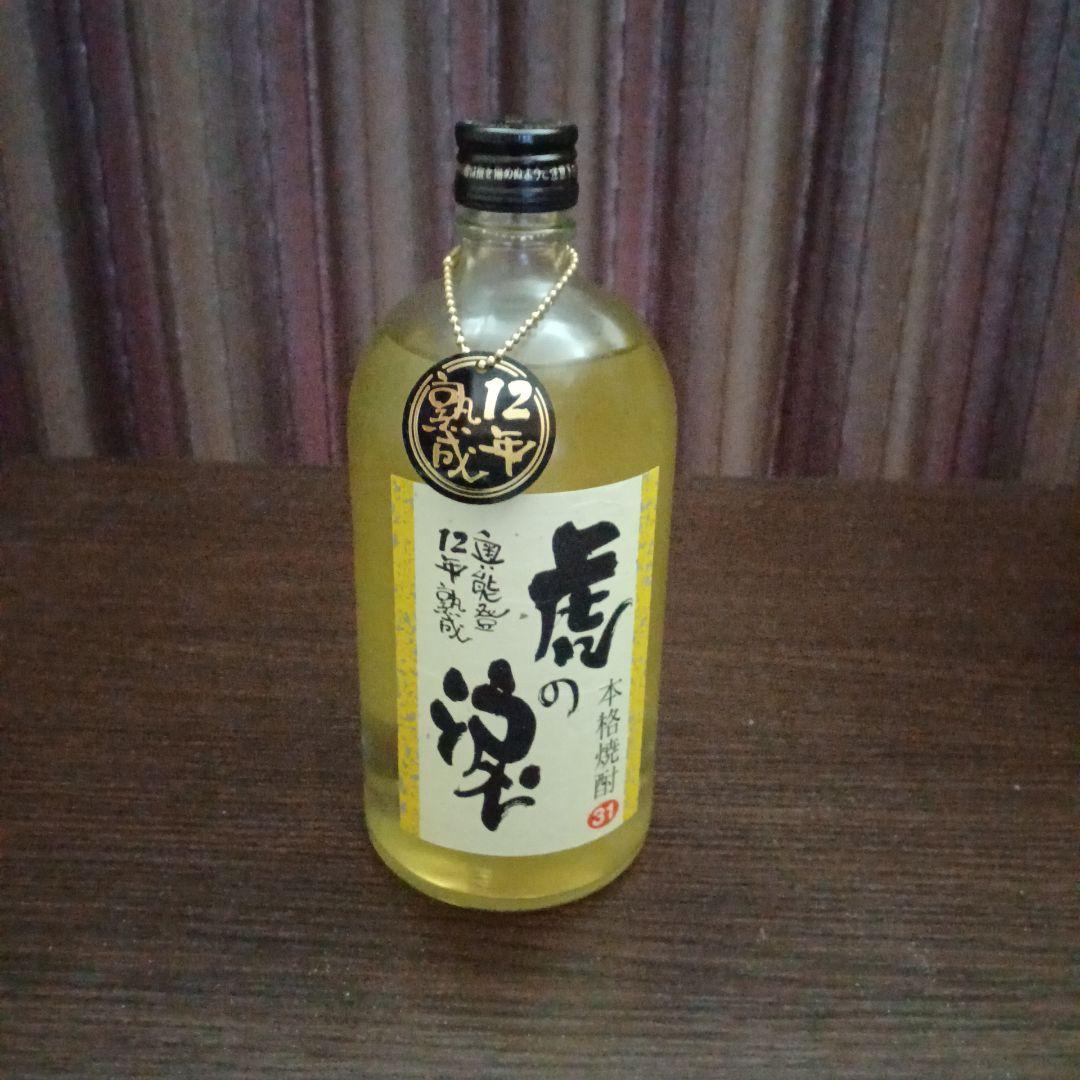 12年
熟成
虎の涙
奥能登
12年熟成
本格焼酎
31